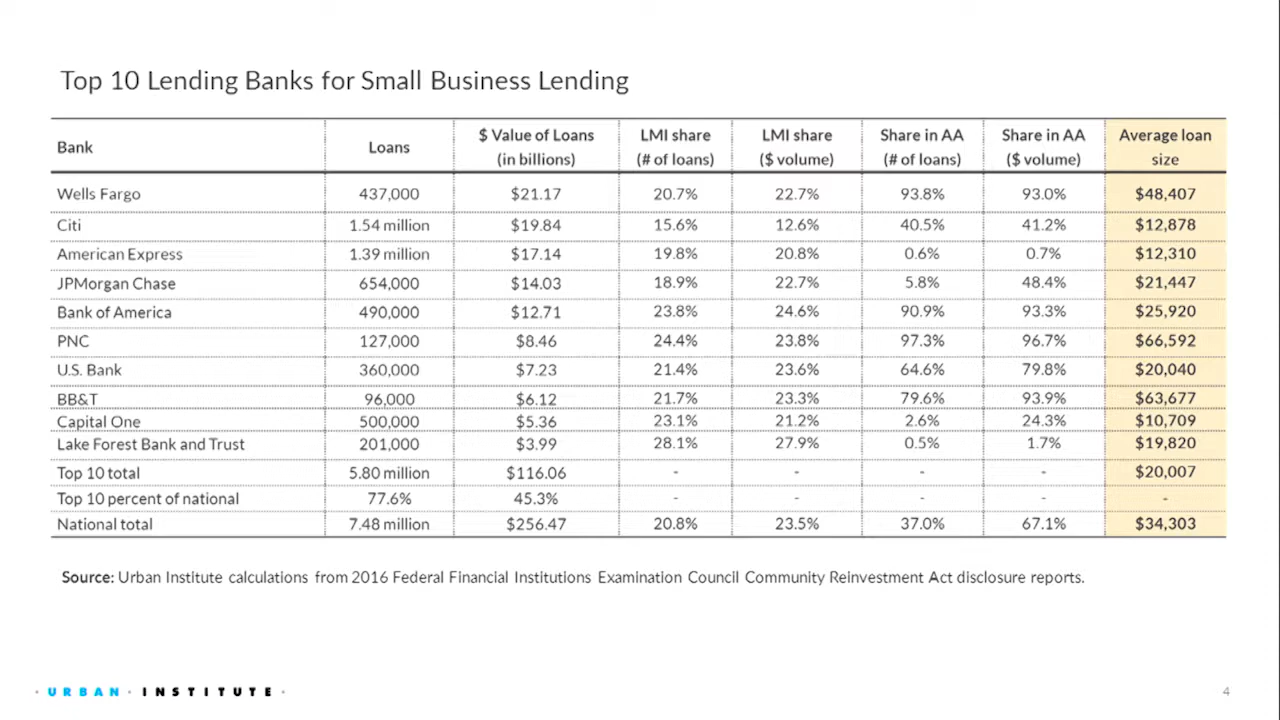 Top 10 Lending Banks for Small Business Lending
Bank Loans $ Value of Loans (in billions) LMI share (# of loans) LMI share ($ volume) Share in AA (# of loans) Share in AA ($ volume) Average loan size
Wells Fargo 437,000 $21.17 20.7% 22.7% 93.8% 93.0% $48,407
Citi 1.54 million $19.84 15.6% 12.6% 40.5% 41.2% $12,878
American Express 1.39 million $17.14 19.8% 20.8% 0.6% 0.7% $12,310
JPMorgan Chase 654,000 $14.03 18.9% 22.7% 5.8% 48.4% $21,447
Bank of America 490,000 $12.71 23.8% 24.6% 90.9% 93.3% $25,920
PNC 127,000 $8.46 24.4% 23.8% 97.3% 96.7% $66,592
U.S. Bank 360,000 $7.23 21.4% 23.6% 64.6% 79.8% $20,040
BB&T 96,000 $6.12 21.7% 23.3% 79.6% 93.9% $63,677
Capital One 500,000 $5.36 23.1% 21.2% 2.6% 24.3% $10,709
Lake Forest Bank and Trust 201,000 $3.99 28.1% 27.9% 0.5% 1.7% $19,820
Top 10 total 5.80 million $116.06 - - - - $20,007
Top 10 percent of national 77.6% 45.3% - - - - -
National total 7.48 million $256.47 20.8% 23.5% 37.0% 67.1% $34,303
Source: Urban Institute calculations from 2016 Federal Financial Institutions Examination Council Community Reinvestment Act disclosure reports.
· URBAN · INSTITUTE · 4